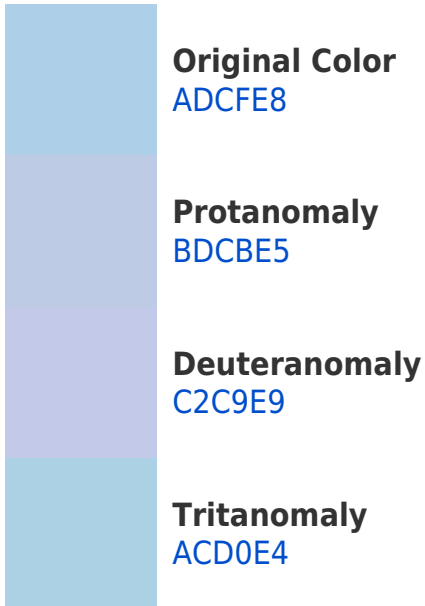 Original Color
ADCFE8
Protanomaly
BDCBE5
Deuteranomaly
C2C9E9
Tritanomaly
ACD0E4